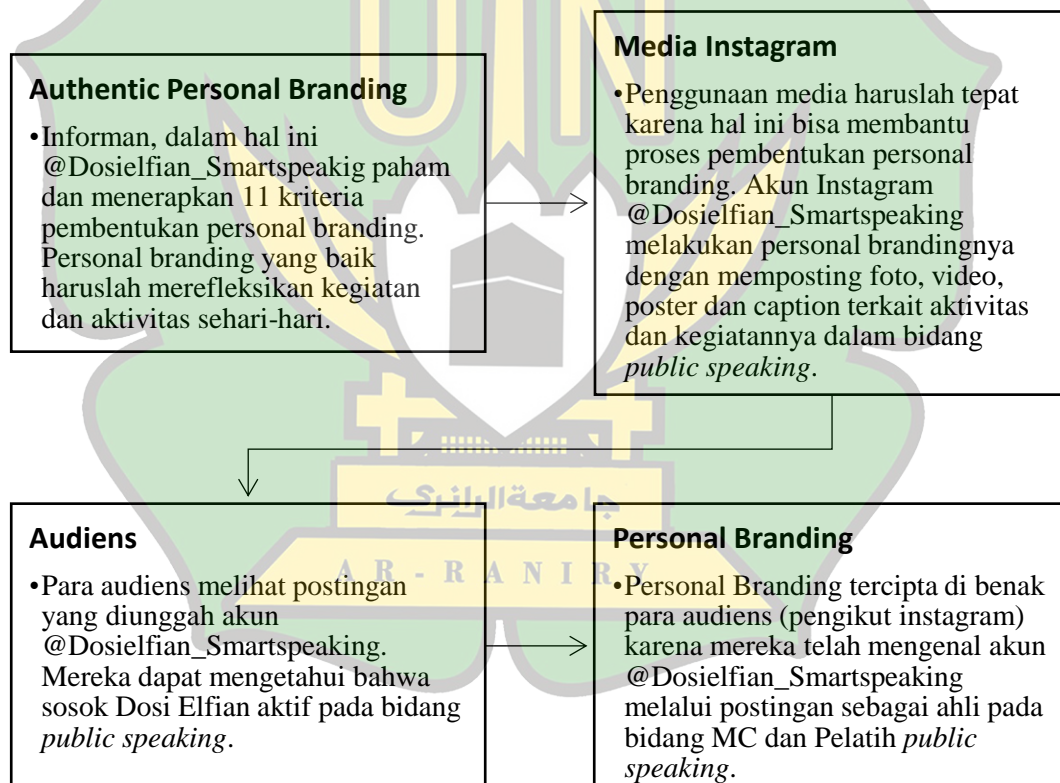 UIN
Authentic Personal Branding
•Informan, dalam hal ini
@Dosielfian_Smartspeakig paham
dan menerapkan 11 kriteria
pembentukan personal branding.
Personal branding yang baik
haruslah merefleksikan kegiatan
dan aktivitas sehari-hari.
Media Instagram
•Penggunaan media haruslah tepat
karena hal ini bisa membantu
proses pembentukan personal
branding. Akun Instagram
@Dosielfian_Smartspeaking
melakukan personal brandingnya
dengan memposting foto, video,
poster dan caption terkait aktivitas
dan kegiatannya dalam bidang
public speaking.
جامعة الرانري
AR-RANIRY
Audiens
•Para audiens melihat postingan
yang diunggah akun
@Dosielfian_Smartspeaking.
Mereka dapat mengetahui bahwa
sosok Dosi Elfian aktif pada bidang
public speaking.
Personal Branding
•Personal Branding tercipta di benak
para audiens (pengikut instagram)
karena mereka telah mengenal akun
@Dosielfian_Smartspeaking
melalui postingan sebagai ahli pada
bidang MC dan Pelatih public
speaking.